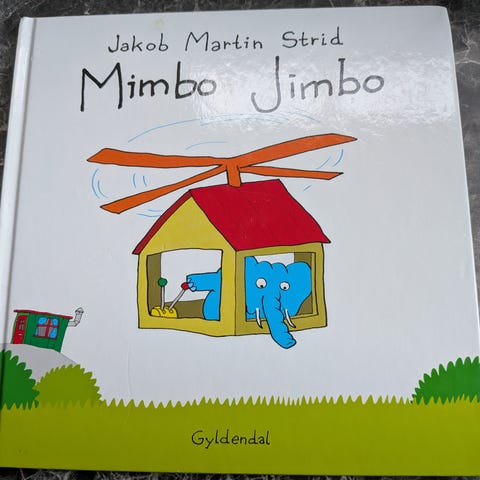 Jakob Martin Strid
Mimbo Jimbo
Gyldendal